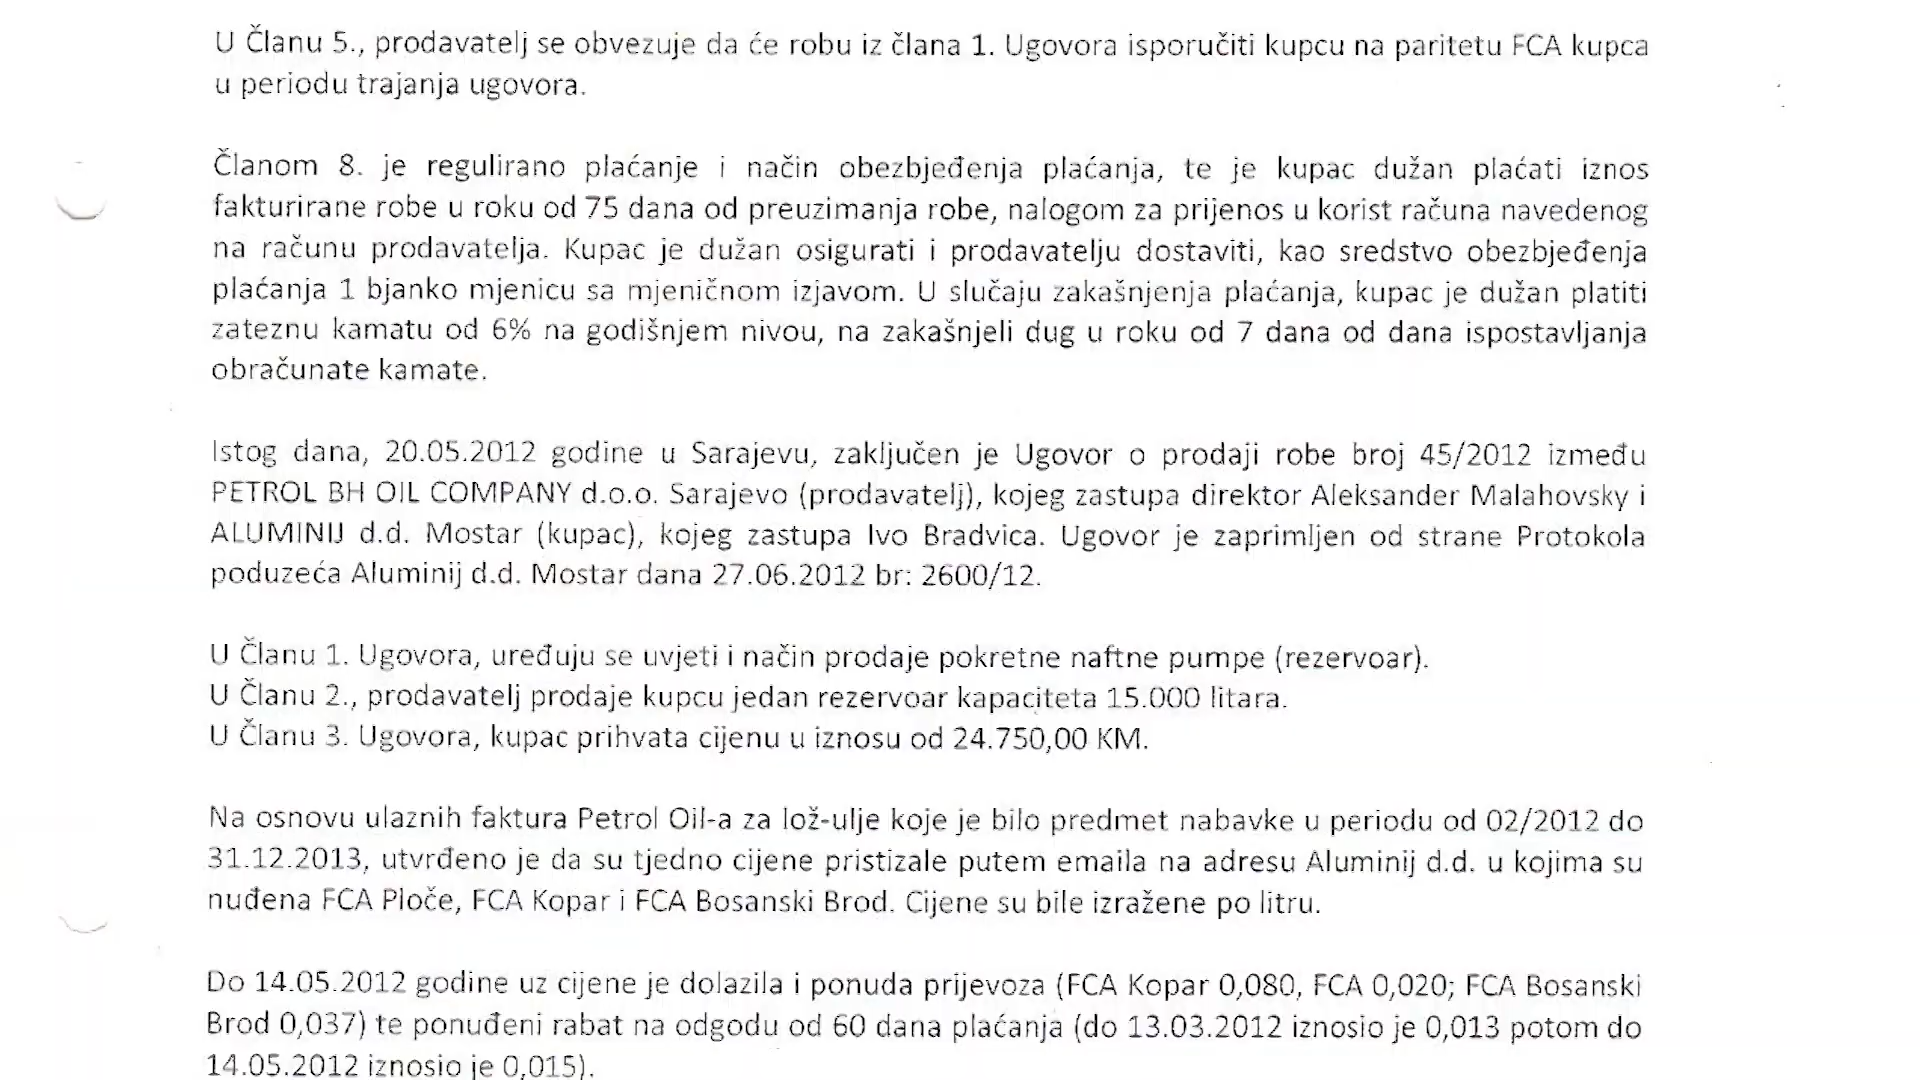 U Članu 5., prodavatelj se obvezuje da će robu iz člana 1. Ugovora isporučiti kupcu na paritetu FCA kupca
u periodu trajanja ugovora.
Članom 8. je regulirano plaćanje i način obezbjeđenja plaćanja, te je kupac dužan plaćati iznos
fakturirane robe u roku od 75 dana od preuzimanja robe, nalogom za prijenos u korist računa navedenog
na računu prodavatelja. Kupac je dužan osigurati i prodavatelju dostaviti, kao sredstvo obezbjeđenja
plaćanja 1 bjanko mjenicu sa mjeničnom izjavom. U slučaju zakašnjenja plaćanja, kupac je dužan platiti
zateznu kamatu od 6% na godišnjem nivou, na zakašnjeli dug u roku od 7 dana od dana ispostavljanja
obračunate kamate.
Istog dana, 20.05.2012 godine u Sarajevu, zaključen je Ugovor o prodaji robe broj 45/2012 između
PETROL BH OIL COMPANY d.o.o. Sarajevo (prodavatelj), kojeg zastupa direktor Aleksander Malahovsky i
ALUMINIJ d.d. Mostar (kupac), kojeg zastupa Ivo Bradvica. Ugovor je zaprimljen od strane Protokola
poduzeća Aluminij d.d. Mostar dana 27.06.2012 br: 2600/12.
U Članu 1. Ugovora, uređuju se uvjeti i način prodaje pokretne naftne pumpe (rezervoar).
U Članu 2., prodavatelj prodaje kupcu jedan rezervoar kapaciteta 15.000 litara.
U Članu 3. Ugovora, kupac prihvata cijenu u iznosu od 24.750,00 KM.
Na osnovu ulaznih faktura Petrol Oil-a za lož-ulje koje je bilo predmet nabavke u periodu od 02/2012 do
31.12.2013, utvrđeno je da su tjedno cijene pristizale putem emaila na adresu Aluminij d.d. u kojima su
nuđena FCA Ploče, FCA Kopar i FCA Bosanski Brod. Cijene su bile izražene po litru.
Do 14.05.2012 godine uz cijene je dolazila i ponuda prijevoza (FCA Kopar 0,080, FCA 0,020; FCA Bosanski
Brod 0,037) te ponuđeni rabat na odgodu od 60 dana plaćanja (do 13.03.2012 iznosio je 0,013 potom do
14.05.2012 iznosio je 0,015).